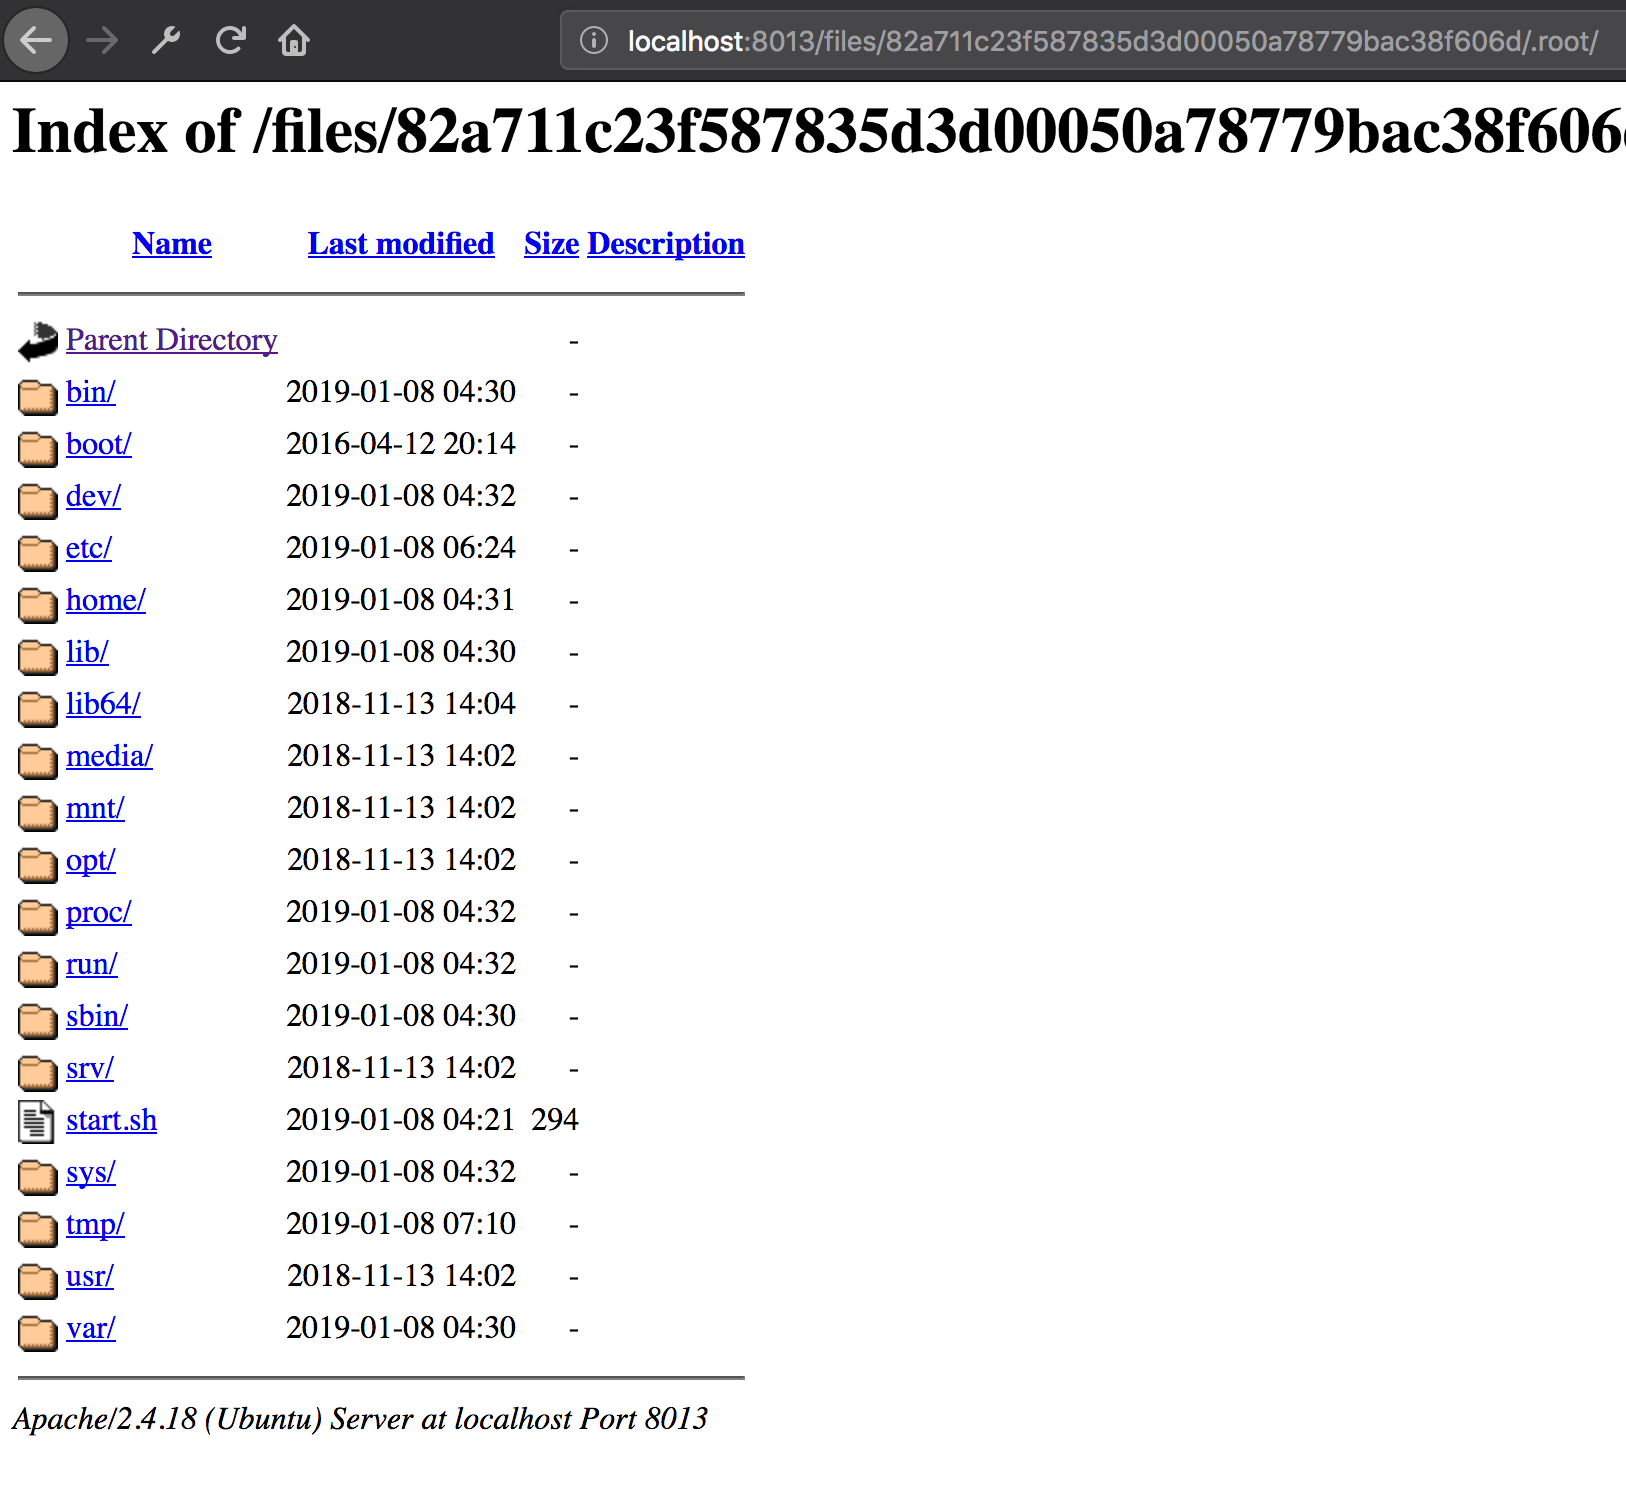 localhost:8013/files/82a711c23f587835d3d00050a78779bac38f606d/.root/
Index of /files/82a711c23f587835d3d00050a78779bac38f606
Name Last modified Size Description
Parent Directory -
bin/ 2019-01-08 04:30 -
boot/ 2016-04-12 20:14 -
dev/ 2019-01-08 04:32 -
etc/ 2019-01-08 06:24 -
home/ 2019-01-08 04:31 -
lib/ 2019-01-08 04:30 -
lib64/ 2018-11-13 14:04 -
media/ 2018-11-13 14:02 -
mnt/ 2018-11-13 14:02 -
opt/ 2018-11-13 14:02 -
proc/ 2019-01-08 04:32 -
run/ 2019-01-08 04:32 -
sbin/ 2019-01-08 04:30 -
srv/ 2018-11-13 14:02 -
start.sh 2019-01-08 04:21 294
sys/ 2019-01-08 04:32 -
tmp/ 2019-01-08 07:10 -
usr/ 2018-11-13 14:02 -
var/ 2019-01-08 04:30 -
Apache/2.4.18 (Ubuntu) Server at localhost Port 8013